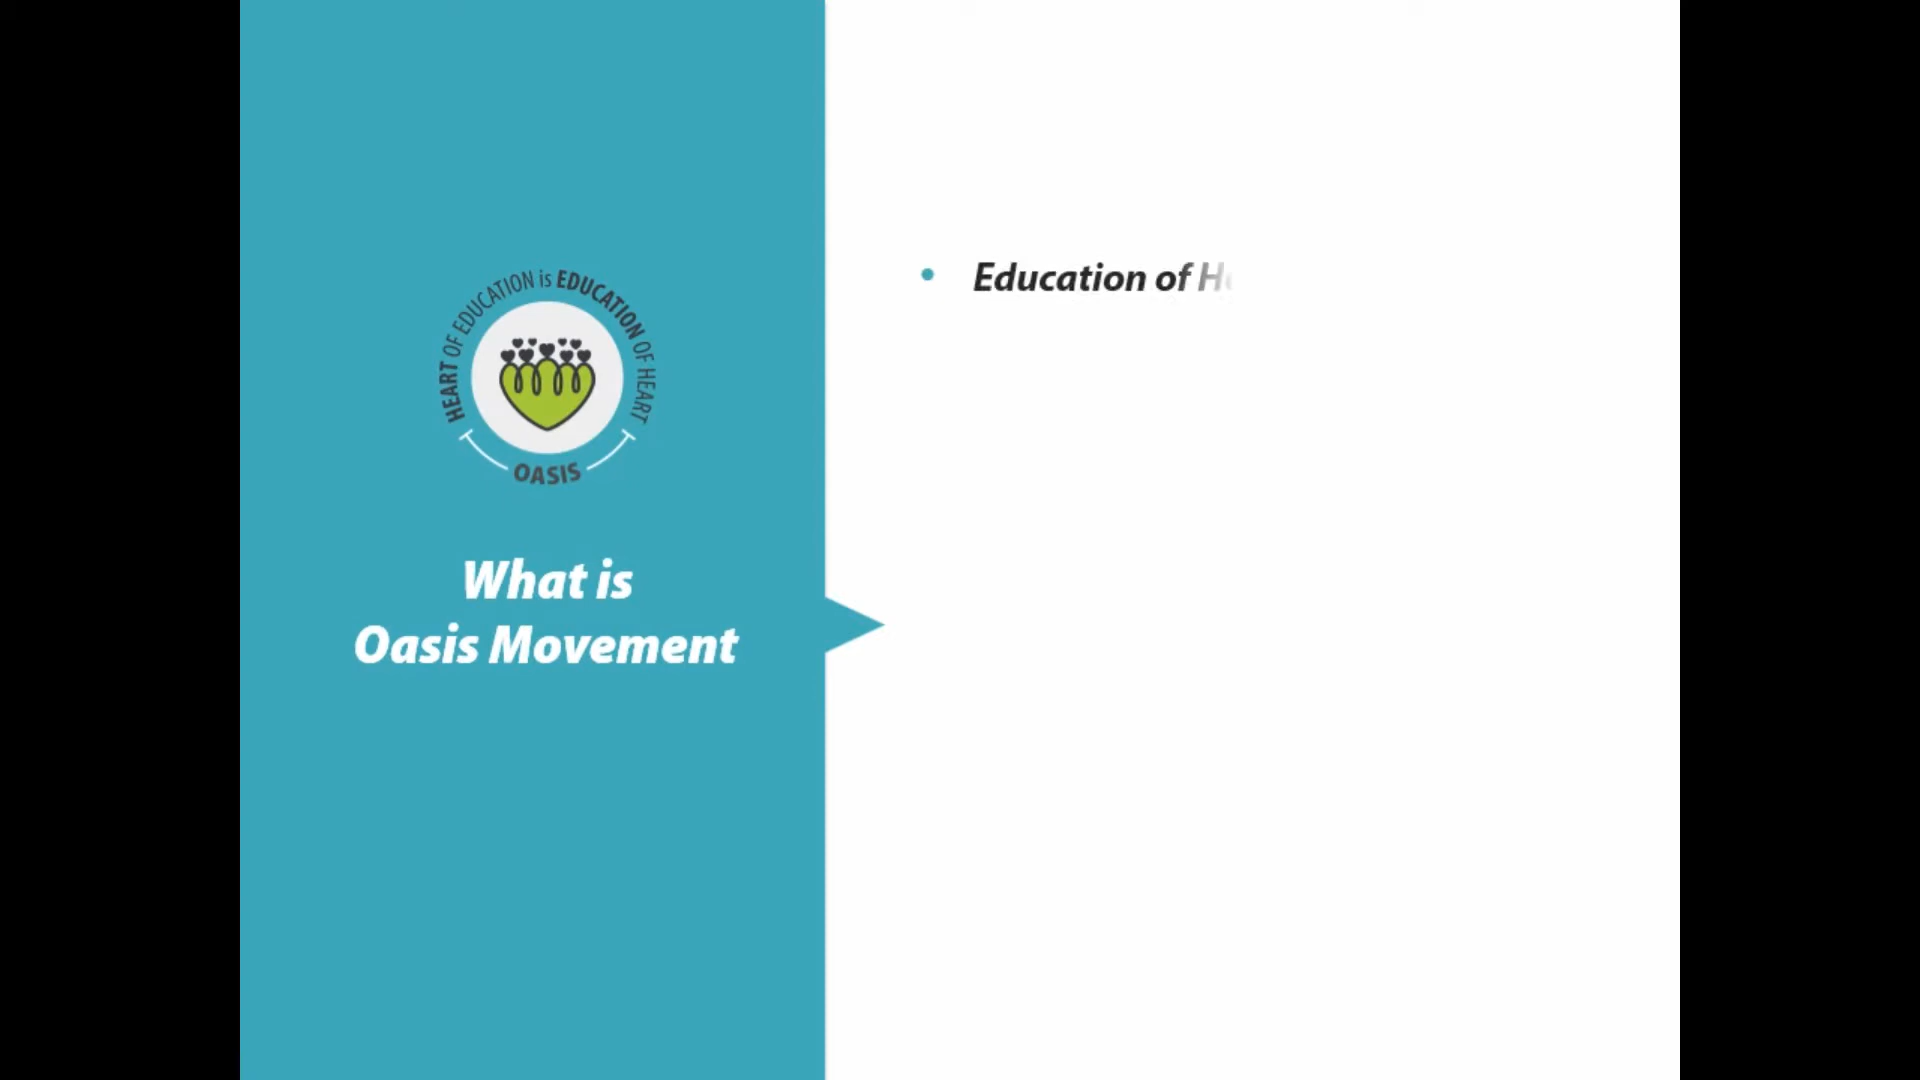 HEART OF EDUCATION is EDUCATION OF HEART
OASIS
What is
Oasis Movement
• Education of